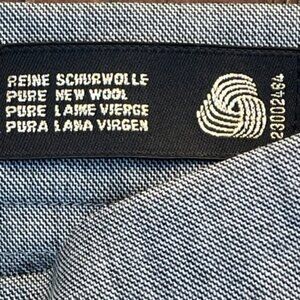 REINE SCHURWOLLE
PURE NEW WOOL
PURE LAINE VIERGE
PURA LANA VIRGEN
23002464